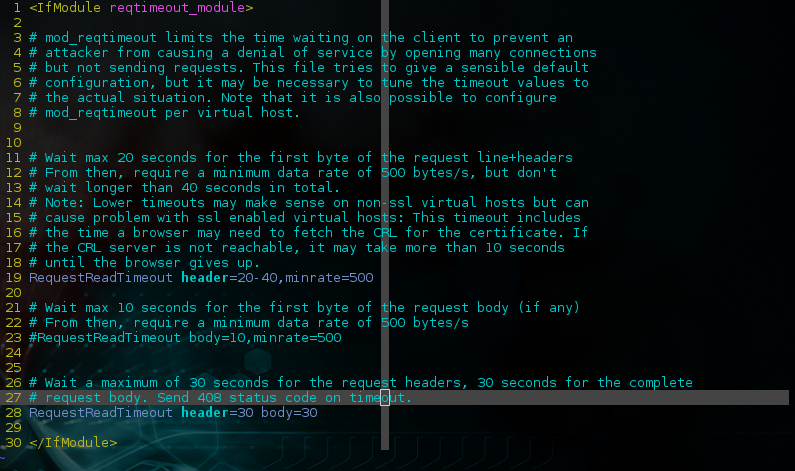 1 <IfModule reqtimeout_module>
2
3 # mod_reqtimeout limits the time waiting on the client to prevent an
4 # attacker from causing a denial of service by opening many connections
5 # but not sending requests. This file tries to give a sensible default
6 # configuration, but it may be necessary to tune the timeout values to
7 # the actual situation. Note that it is also possible to configure
8 # mod_reqtimeout per virtual host.
9
10
11 # Wait max 20 seconds for the first byte of the request line+headers
12 # From then, require a minimum data rate of 500 bytes/s, but don't
13 # wait longer than 40 seconds in total.
14 # Note: Lower timeouts may make sense on non-ssl virtual hosts but can
15 # cause problem with ssl enabled virtual hosts: This timeout includes
16 # the time a browser may need to fetch the CRL for the certificate. If
17 # the CRL server is not reachable, it may take more than 10 seconds
18 # until the browser gives up.
19 RequestReadTimeout header=20-40,minrate=500
20
21 # Wait max 10 seconds for the first byte of the request body (if any)
22 # From then, require a minimum data rate of 500 bytes/s
23 #RequestReadTimeout body=10,minrate=500
24
25
26 # Wait a maximum of 30 seconds for the request headers, 30 seconds for the complete
27 # request body. Send 408 status code on timeout.
28 RequestReadTimeout header=30 body=30
29
30 </IfModule>
~